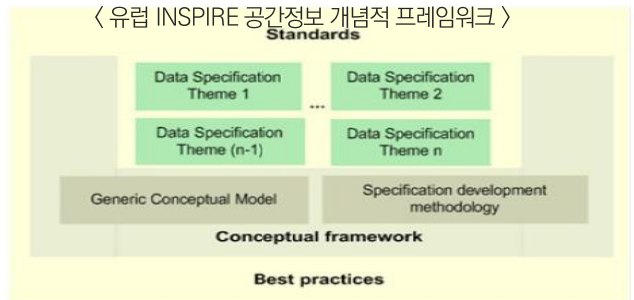 〈 유럽 INSPIRE 공간정보 개념적 프레임워크 〉
Standards
Data Specification
Theme 1
Data Specification
Theme 2
...
Data Specification
Theme (n-1)
Data Specification
Theme n
Generic Conceptual Model
Specification development
methodology
Conceptual framework
Best practices